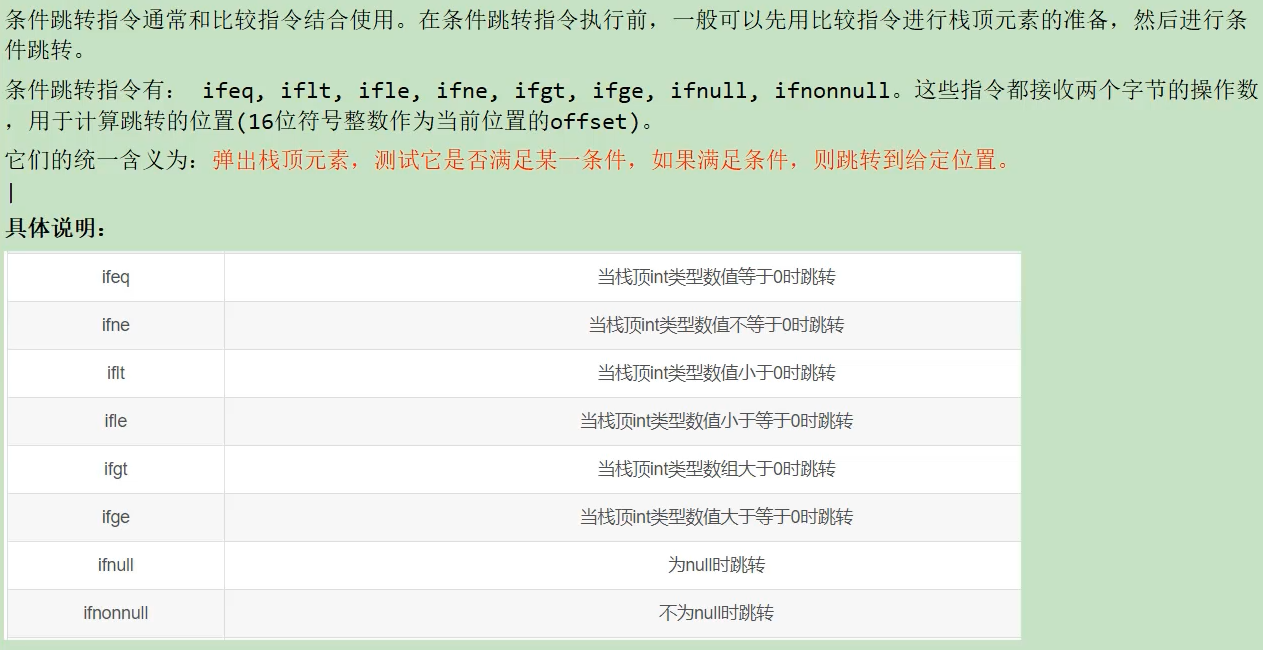 条件跳转指令通常和比较指令结合使用。在条件跳转指令执行前，一般可以先用比较指令进行栈顶元素的准备，然后进行条
件跳转。
条件跳转指令有： ifeq, iflt, ifle, ifne, ifgt, ifge, ifnull, ifnonnull。这些指令都接收两个字节的操作数
，用于计算跳转的位置(16位符号整数作为当前位置的offset)。
它们的统一含义为：弹出栈顶元素，测试它是否满足某一条件，如果满足条件，则跳转到给定位置。
具体说明：
ifeq 当栈顶int类型数值等于0时跳转
ifne 当栈顶int类型数值不等于0时跳转
iflt 当栈顶int类型数值小于0时跳转
ifle 当栈顶int类型数值小于等于0时跳转
ifgt 当栈顶int类型数组大于0时跳转
ifge 当栈顶int类型数值大于等于0时跳转
ifnull 为null时跳转
ifnonnull 不为null时跳转